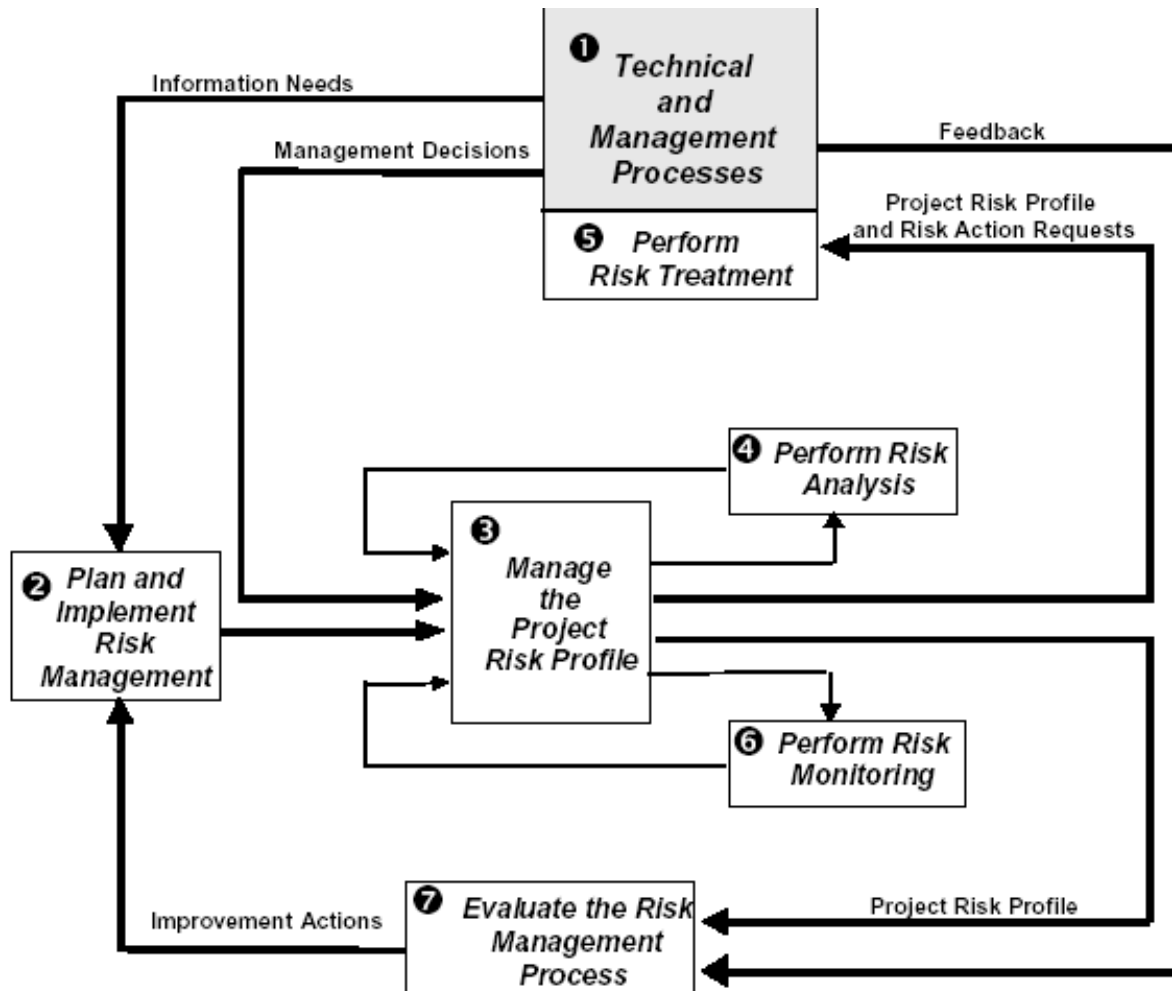 ❶ Technical
and
Management
Processes
Information Needs
Management Decisions
Feedback
Project Risk Profile
and Risk Action Requests
❺ Perform
Risk Treatment
❹ Perform Risk
Analysis
❸
Manage
the
Project
Risk Profile
❷ Plan and
Implement
Risk
Management
❻ Perform Risk
Monitoring
❼ Evaluate the Risk
Management
Process
Improvement Actions
Project Risk Profile